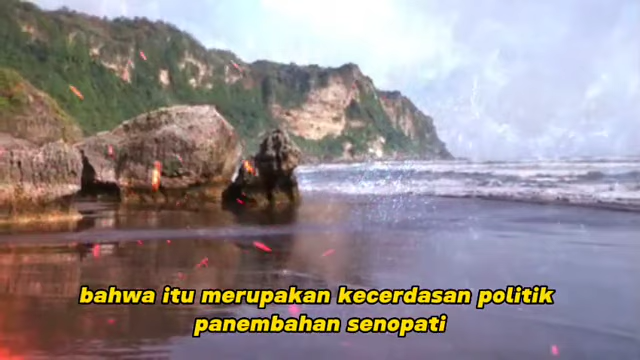 bahwa itu merupakan kecerdasan politik
panembahan senopati